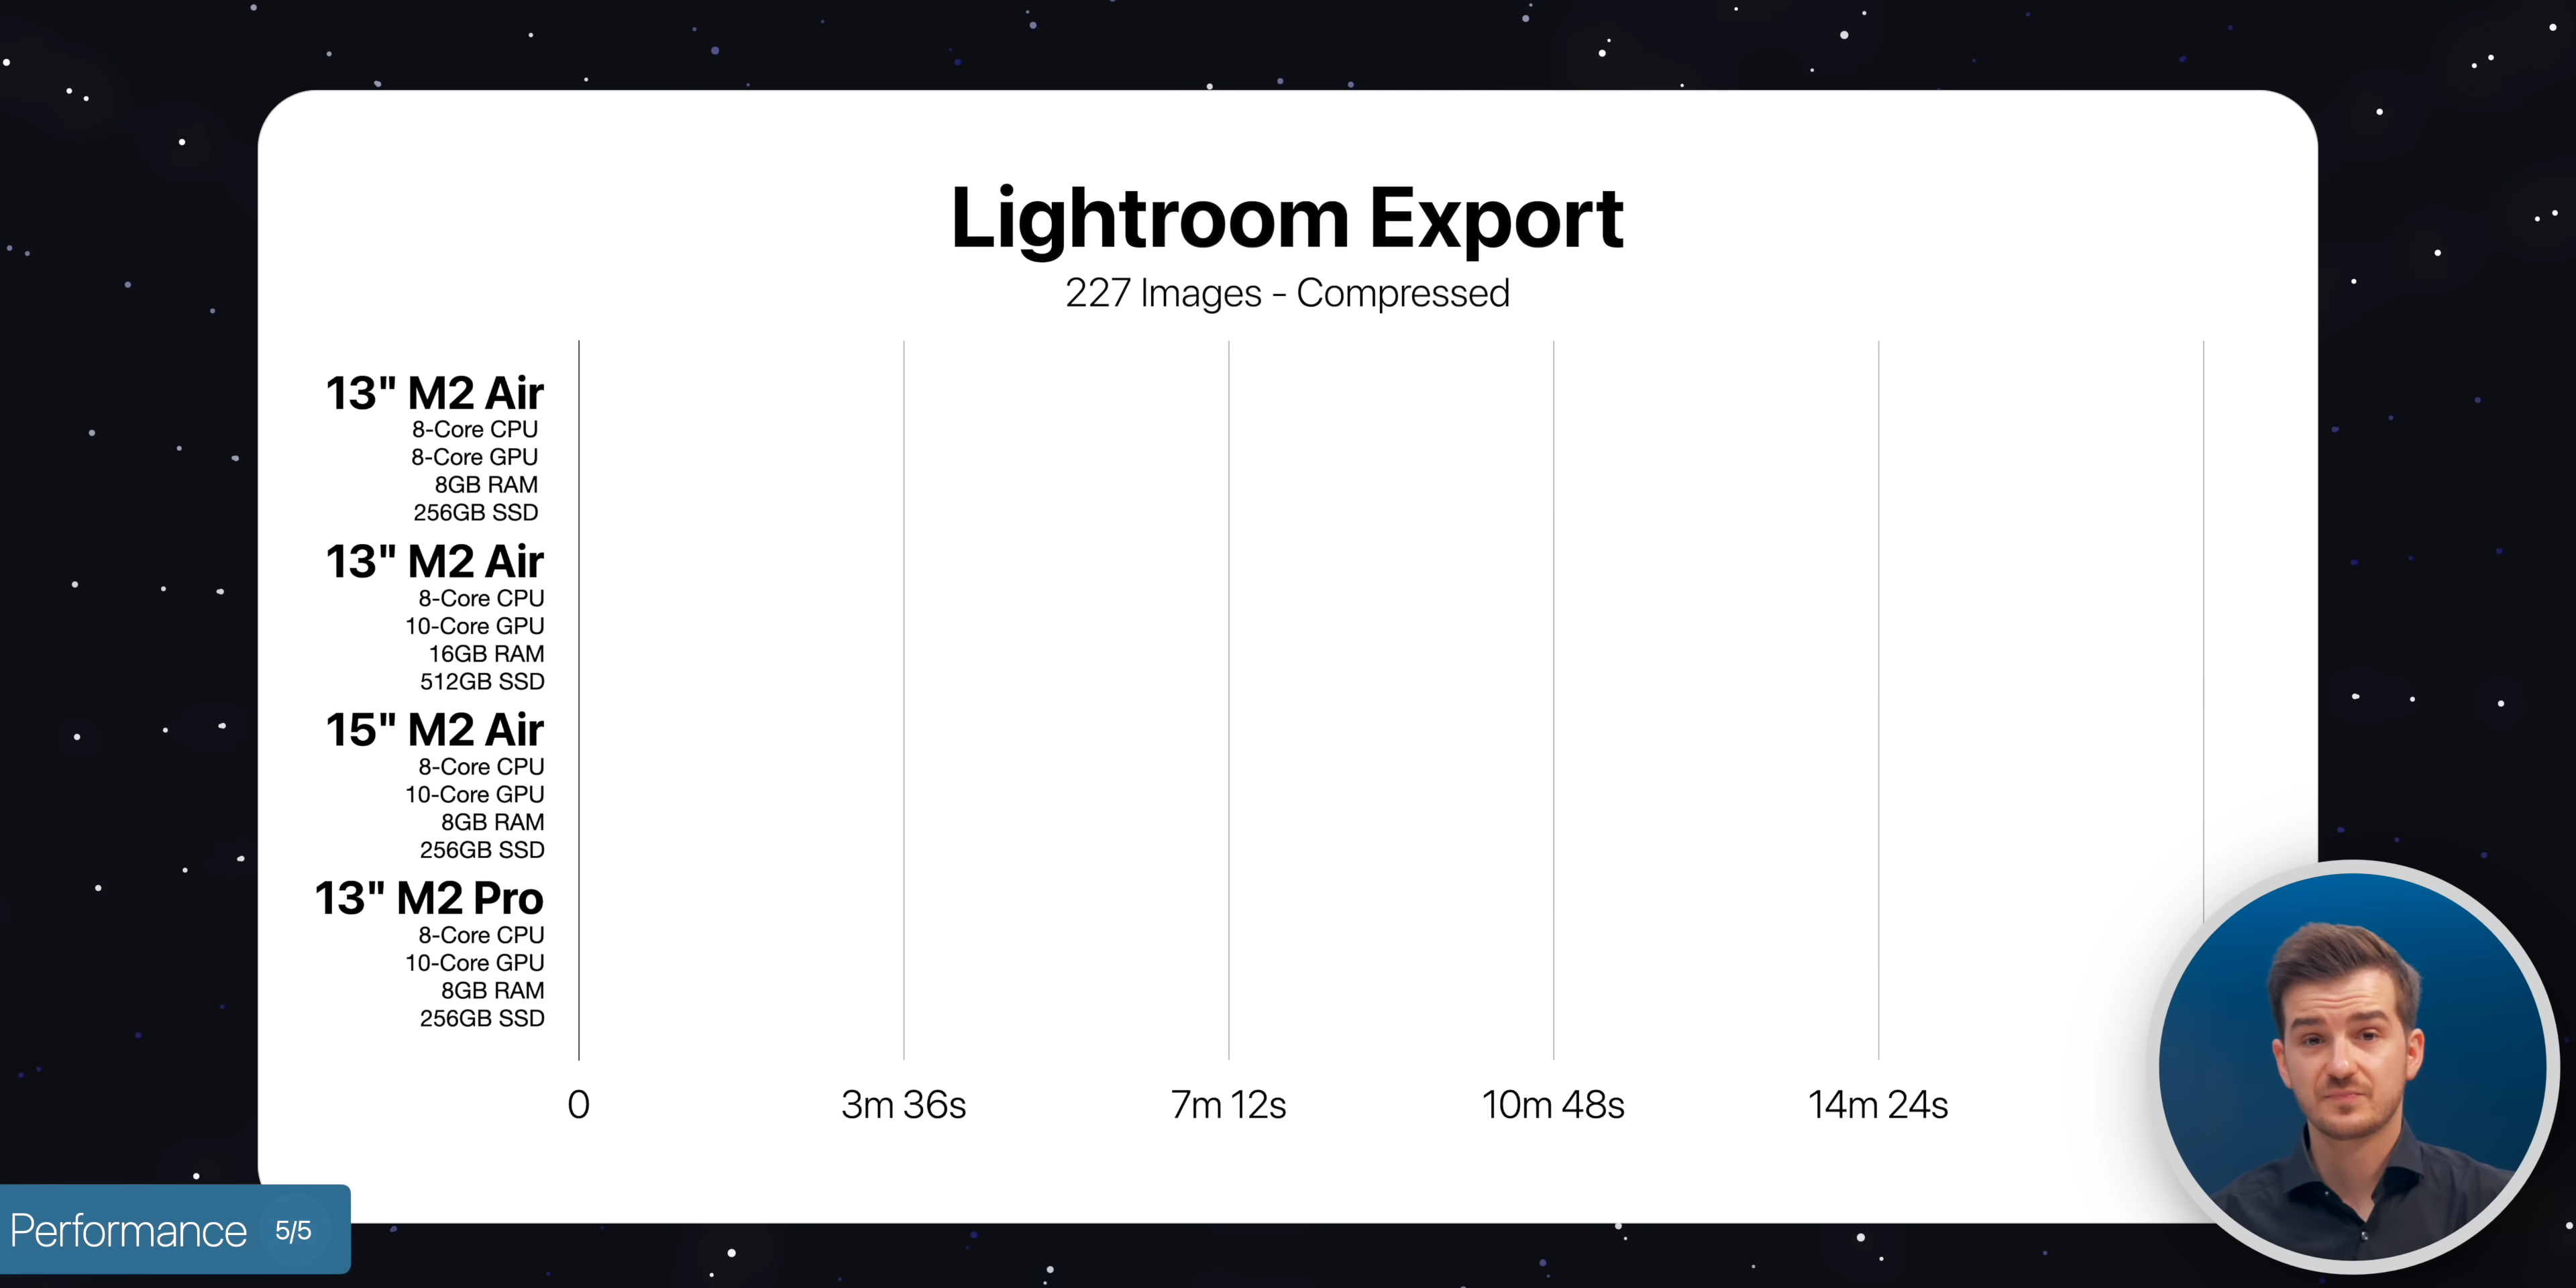 Lightroom Export
227 Images - Compressed
13" M2 Air
8-Core CPU
8-Core GPU
8GB RAM
256GB SSD
13" M2 Air
8-Core CPU
10-Core GPU
16GB RAM
512GB SSD
15" M2 Air
8-Core CPU
10-Core GPU
8GB RAM
256GB SSD
13" M2 Pro
8-Core CPU
10-Core GPU
8GB RAM
256GB SSD
0 3m 36s 7m 12s 10m 48s 14m 24s
Performance 5/5